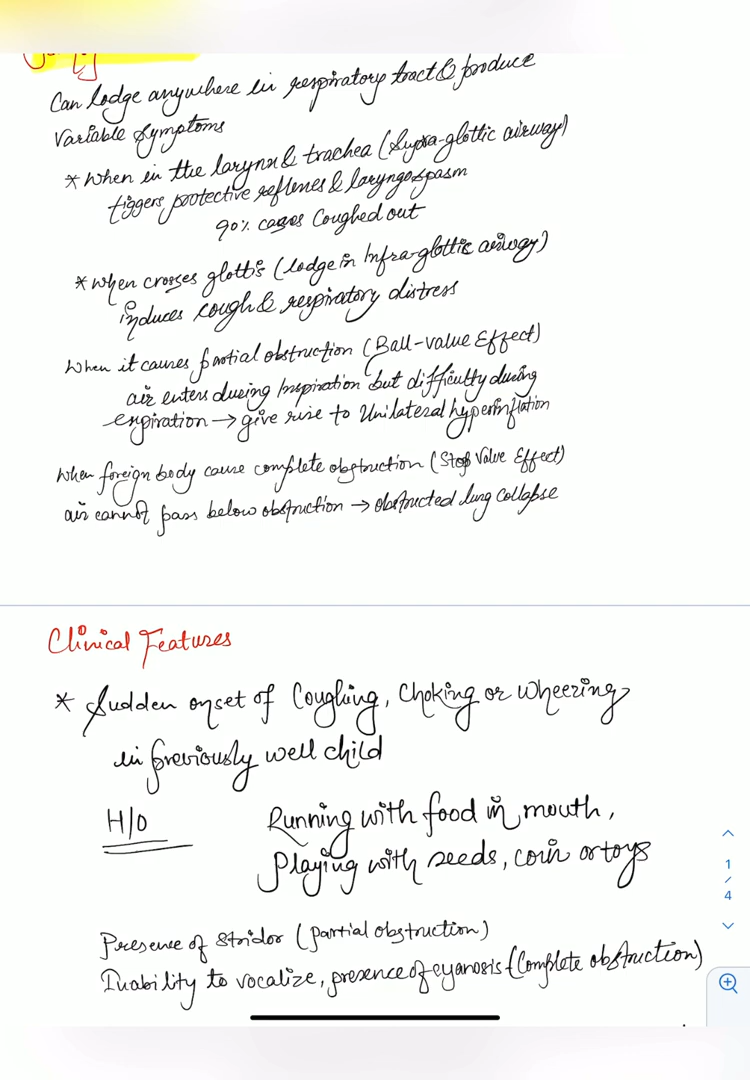 Can lodge anywhere in respiratory tract & produce
Variable Symptoms
* When in the larynx & trachea (Supra-glottic airway)
tiggers protective reflexes & laryngospasm
90% cases Coughed out
* When crosses glottis (lodge in Infra-glottic airway)
induces cough & respiratory distress
When it causes partial obstruction (Ball-value Effect)
air enters during Inspiration but difficulty during
expiration → give rise to Unilateral hyperinflation
When foreign body cause complete obstruction (Stop Value Effect)
air cannot pass below obstruction → obstructed lung collapse
Clinical Features
* Sudden onset of Coughing, Choking or wheezing
in previously well child
H/O Running with food in mouth,
Playing with seeds, coin or toys
Presence of Stridor (partial obstruction)
Inability to vocalize, presence of cyanosis (Complete obstruction)
1
/
4